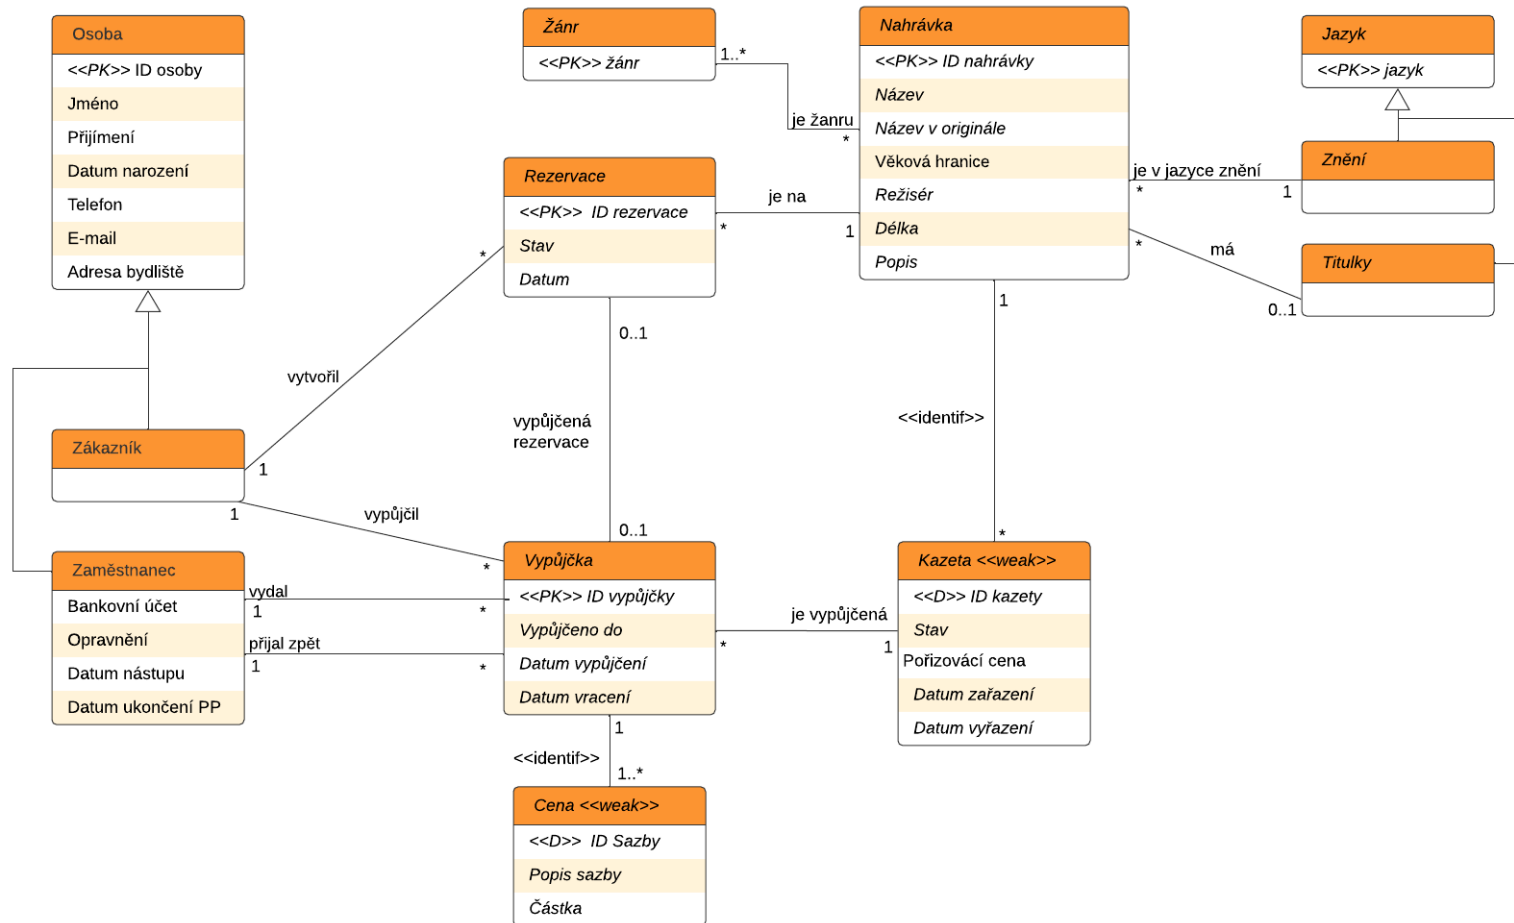 Osoba
<<PK>> ID osoby
Jméno
Přijímení
Datum narození
Telefon
E-mail
Adresa bydliště
Žánr
<<PK>> žánr
1..*
je žanru
*
Nahrávka
<<PK>> ID nahrávky
Název
Název v originále
Věková hranice
Režisér
Délka
Popis
Jazyk
<<PK>> jazyk
Znění
je v jazyce znění
*
1
Titulky
má
*
0..1
Rezervace
<<PK>> ID rezervace
Stav
Datum
je na
*
1
*
vytvořil
1
0..1
vypůjčená
rezervace
0..1
1
<<identif>>
*
Zákazník
1
vypůjčil
*
Zaměstnanec
Bankovní účet
Opravnění
Datum nástupu
Datum ukončení PP
vydal
1
*
přijal zpět
1
*
Vypůjčka
<<PK>> ID vypůjčky
Vypůjčeno do
Datum vypůjčení
Datum vracení
je vypůjčená
*
1
Kazeta <<weak>>
<<D>> ID kazety
Stav
Pořizovácí cena
Datum zařazení
Datum vyřazení
1
<<identif>>
1..*
Cena <<weak>>
<<D>> ID Sazby
Popis sazby
Částka